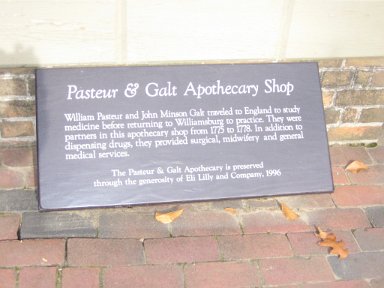 Pasteur & Galt Apothecary Shop
William Pasteur and John Minson Galt traveled to England to study
medicine before returning to Williamsburg to practice. They were
partners in this apothecary shop from 1775 to 1778. In addition to
dispensing drugs, they provided surgical, midwifery and general
medical services.
The Pasteur & Galt Apothecary is preserved
through the generosity of Eli Lilly and Company, 1996